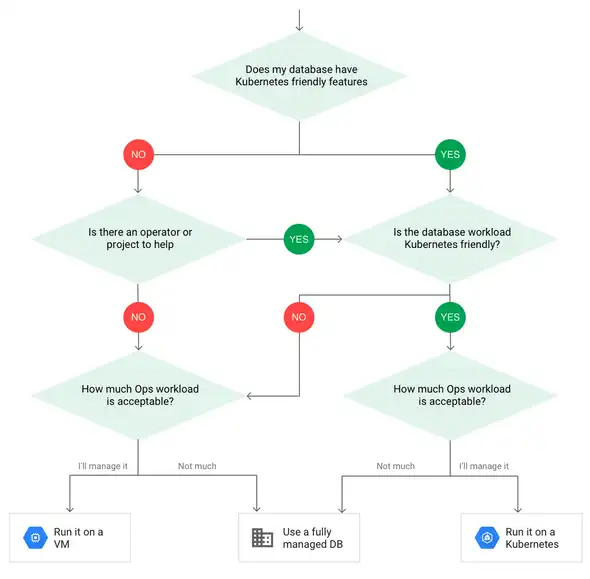 Does my database have
Kubernetes friendly features
NO
YES
Is there an operator or
project to help
YES
Is the database workload
Kubernetes friendly?
NO
NO
YES
How much Ops workload
is acceptable?
How much Ops workload
is acceptable?
I'll manage it
Not much
Not much
I'll manage it
Run it on a
VM
Use a fully
managed DB
Run it on a
Kubernetes